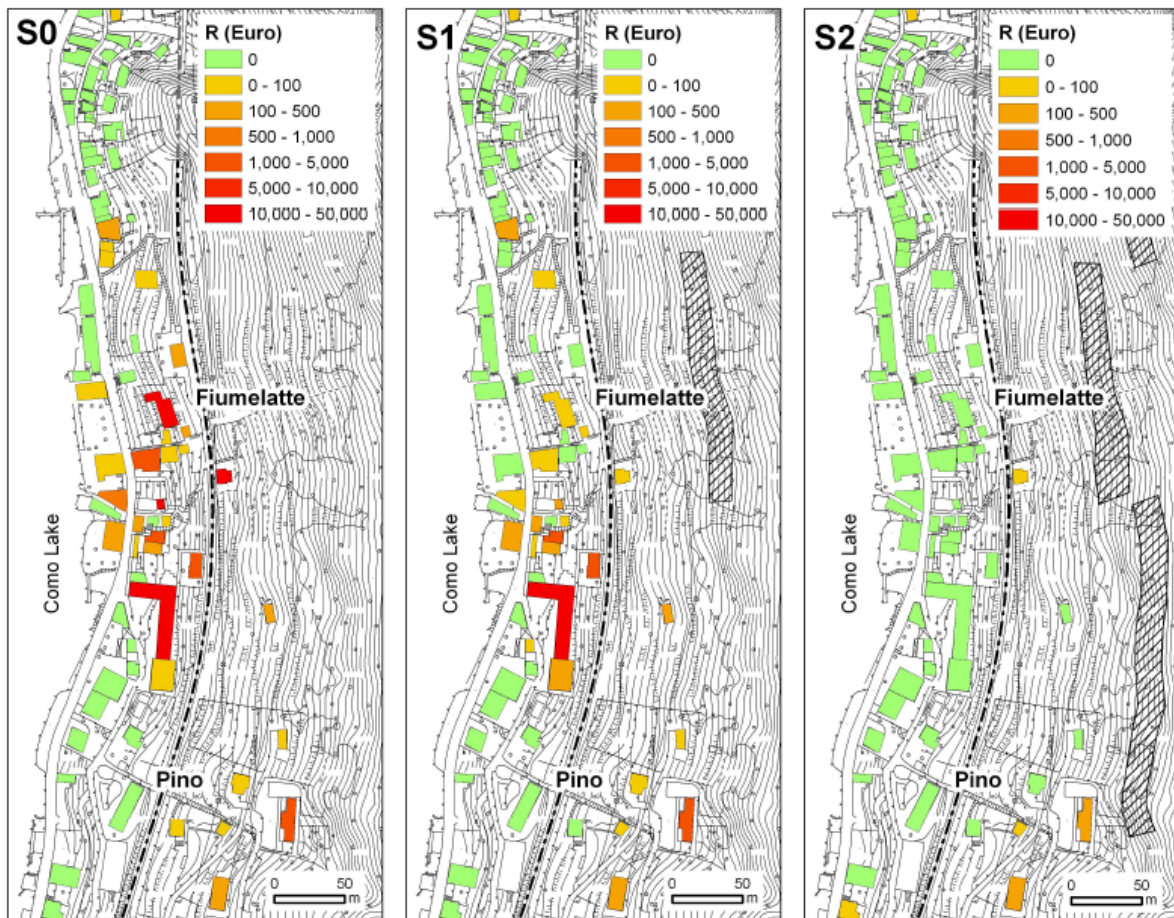 S0
R (Euro)
0
0 - 100
100 - 500
500 - 1,000
1,000 - 5,000
5,000 - 10,000
10,000 - 50,000
Fiumelatte
Como Lake
Pino
0 50
m
S1
R (Euro)
0
0 - 100
100 - 500
500 - 1,000
1,000 - 5,000
5,000 - 10,000
10,000 - 50,000
Fiumelatte
Como Lake
Pino
0 50
m
S2
R (Euro)
0
0 - 100
100 - 500
500 - 1,000
1,000 - 5,000
5,000 - 10,000
10,000 - 50,000
Fiumelatte
Como Lake
Pino
0 50
m